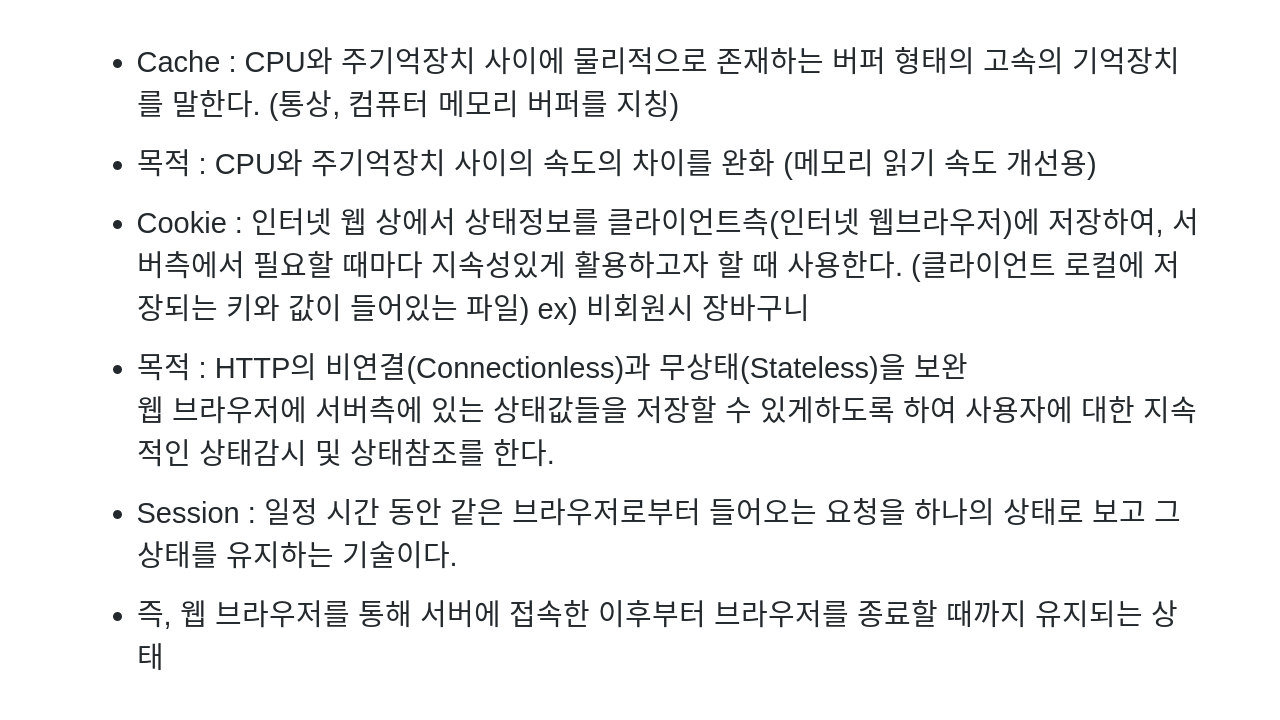 • Cache : CPU와 주기억장치 사이에 물리적으로 존재하는 버퍼 형태의 고속의 기억장치
를 말한다. (통상, 컴퓨터 메모리 버퍼를 지칭)
• 목적 : CPU와 주기억장치 사이의 속도의 차이를 완화 (메모리 읽기 속도 개선용)
• Cookie : 인터넷 웹 상에서 상태정보를 클라이언트측(인터넷 웹브라우저)에 저장하여, 서
버측에서 필요할 때마다 지속성있게 활용하고자 할 때 사용한다. (클라이언트 로컬에 저
장되는 키와 값이 들어있는 파일) ex) 비회원시 장바구니
• 목적 : HTTP의 비연결(Connectionless)과 무상태(Stateless)을 보완
웹 브라우저에 서버측에 있는 상태값들을 저장할 수 있게하도록 하여 사용자에 대한 지속
적인 상태감시 및 상태참조를 한다.
• Session : 일정 시간 동안 같은 브라우저로부터 들어오는 요청을 하나의 상태로 보고 그
상태를 유지하는 기술이다.
• 즉, 웹 브라우저를 통해 서버에 접속한 이후부터 브라우저를 종료할 때까지 유지되는 상
태